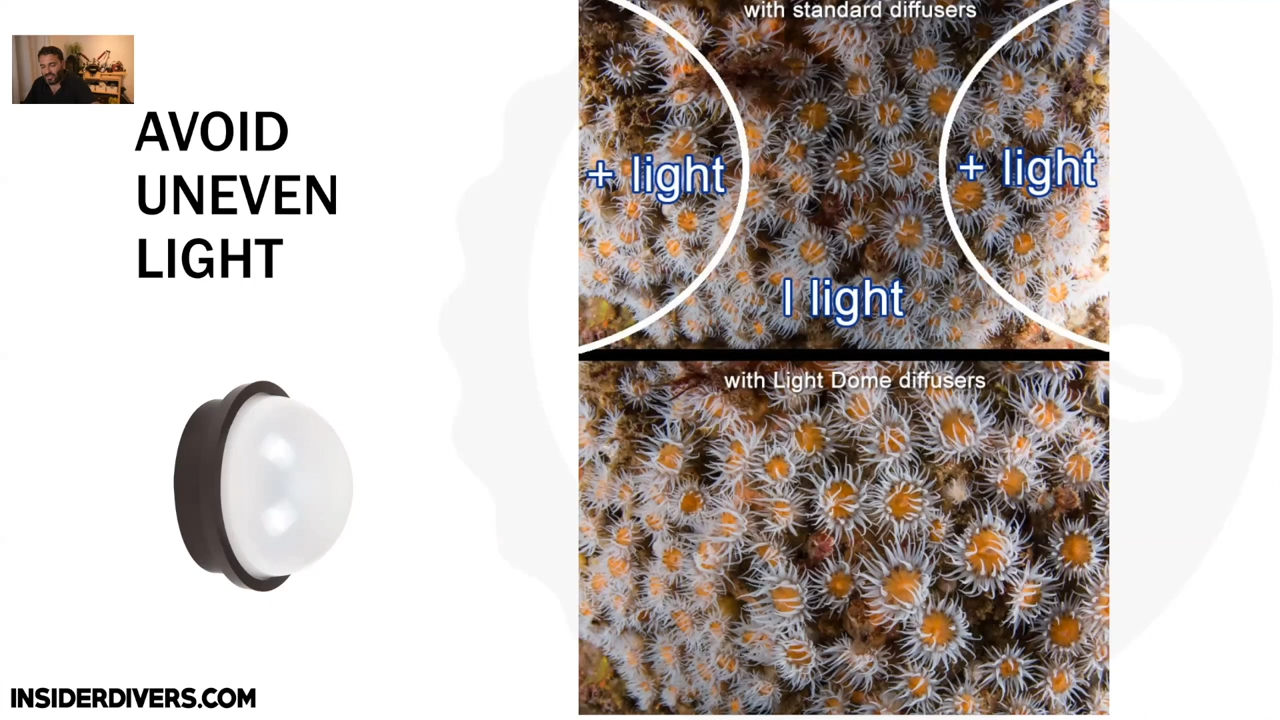 AVOID
UNEVEN
LIGHT
with standard diffusers
+ light
+ light
l light
with Light Dome diffusers
INSIDERDIVERS.COM